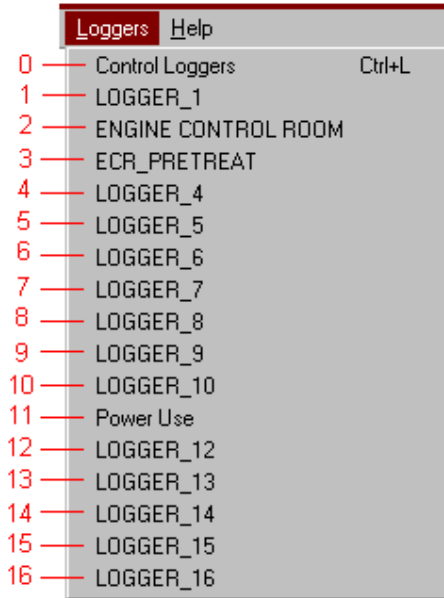 Loggers Help
0 Control Loggers Ctrl+L
1 LOGGER_1
2 ENGINE CONTROL ROOM
3 ECR_PRETREAT
4 LOGGER_4
5 LOGGER_5
6 LOGGER_6
7 LOGGER_7
8 LOGGER_8
9 LOGGER_9
10 LOGGER_10
11 Power Use
12 LOGGER_12
13 LOGGER_13
14 LOGGER_14
15 LOGGER_15
16 LOGGER_16